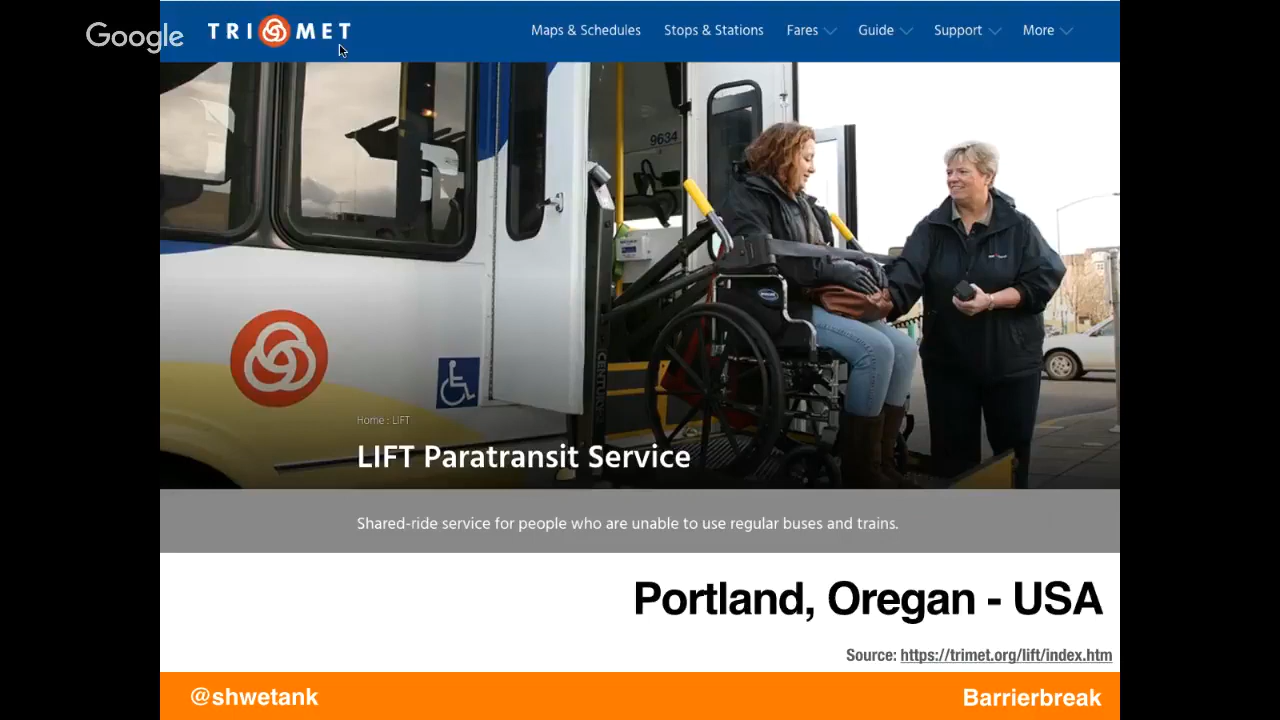 Google
TRI MET
Maps & Schedules Stops & Stations Fares Guide Support More
9634
Home : LIFT
LIFT Paratransit Service
Shared-ride service for people who are unable to use regular buses and trains.
Portland, Oregan - USA
Source: https://trimet.org/lift/index.htm
@shwetank Barrierbreak